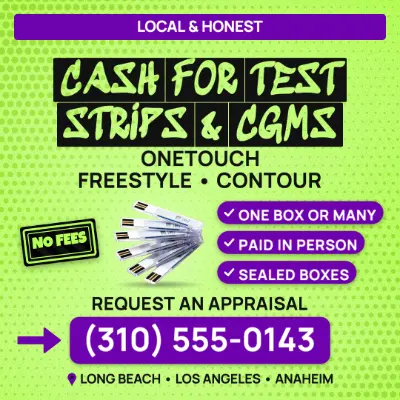 LOCAL & HONEST
CASH FOR TEST
STRIPS & CGMS
ONETOUCH
FREESTYLE • CONTOUR
✓ ONE BOX OR MANY
NO FEES
✓ PAID IN PERSON
✓ SEALED BOXES
REQUEST AN APPRAISAL
(310) 555-0143
LONG BEACH • LOS ANGELES • ANAHEIM